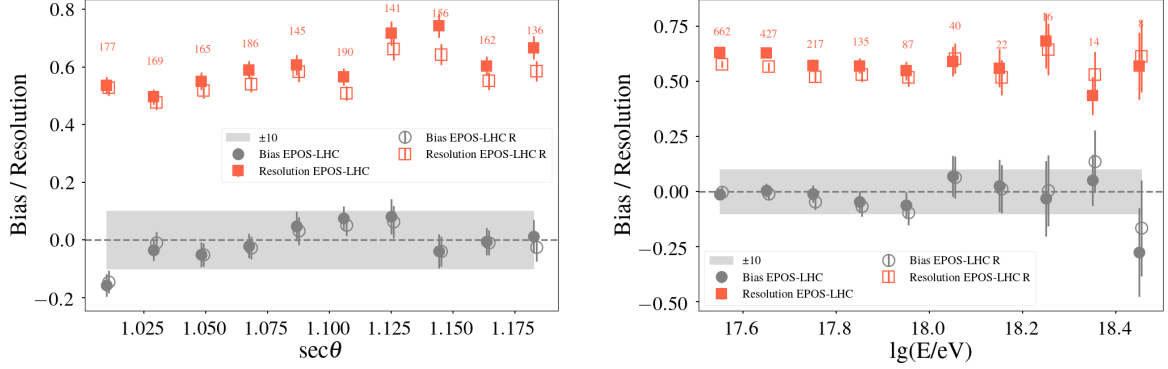 0.8
0.6
0.4
0.2
0.0
−0.2
Bias / Resolution
177
169
165
186
145
190
141
156
162
136
±10
Bias EPOS-LHC
Resolution EPOS-LHC
Bias EPOS-LHC R
Resolution EPOS-LHC R
1.025 1.050 1.075 1.100 1.125 1.150 1.175
secθ
0.75
0.50
0.25
0.00
−0.25
−0.50
Bias / Resolution
662
427
217
135
87
40
22
16
14
8
±10
Bias EPOS-LHC
Resolution EPOS-LHC
Bias EPOS-LHC R
Resolution EPOS-LHC R
17.6 17.8 18.0 18.2 18.4
lg(E/eV)